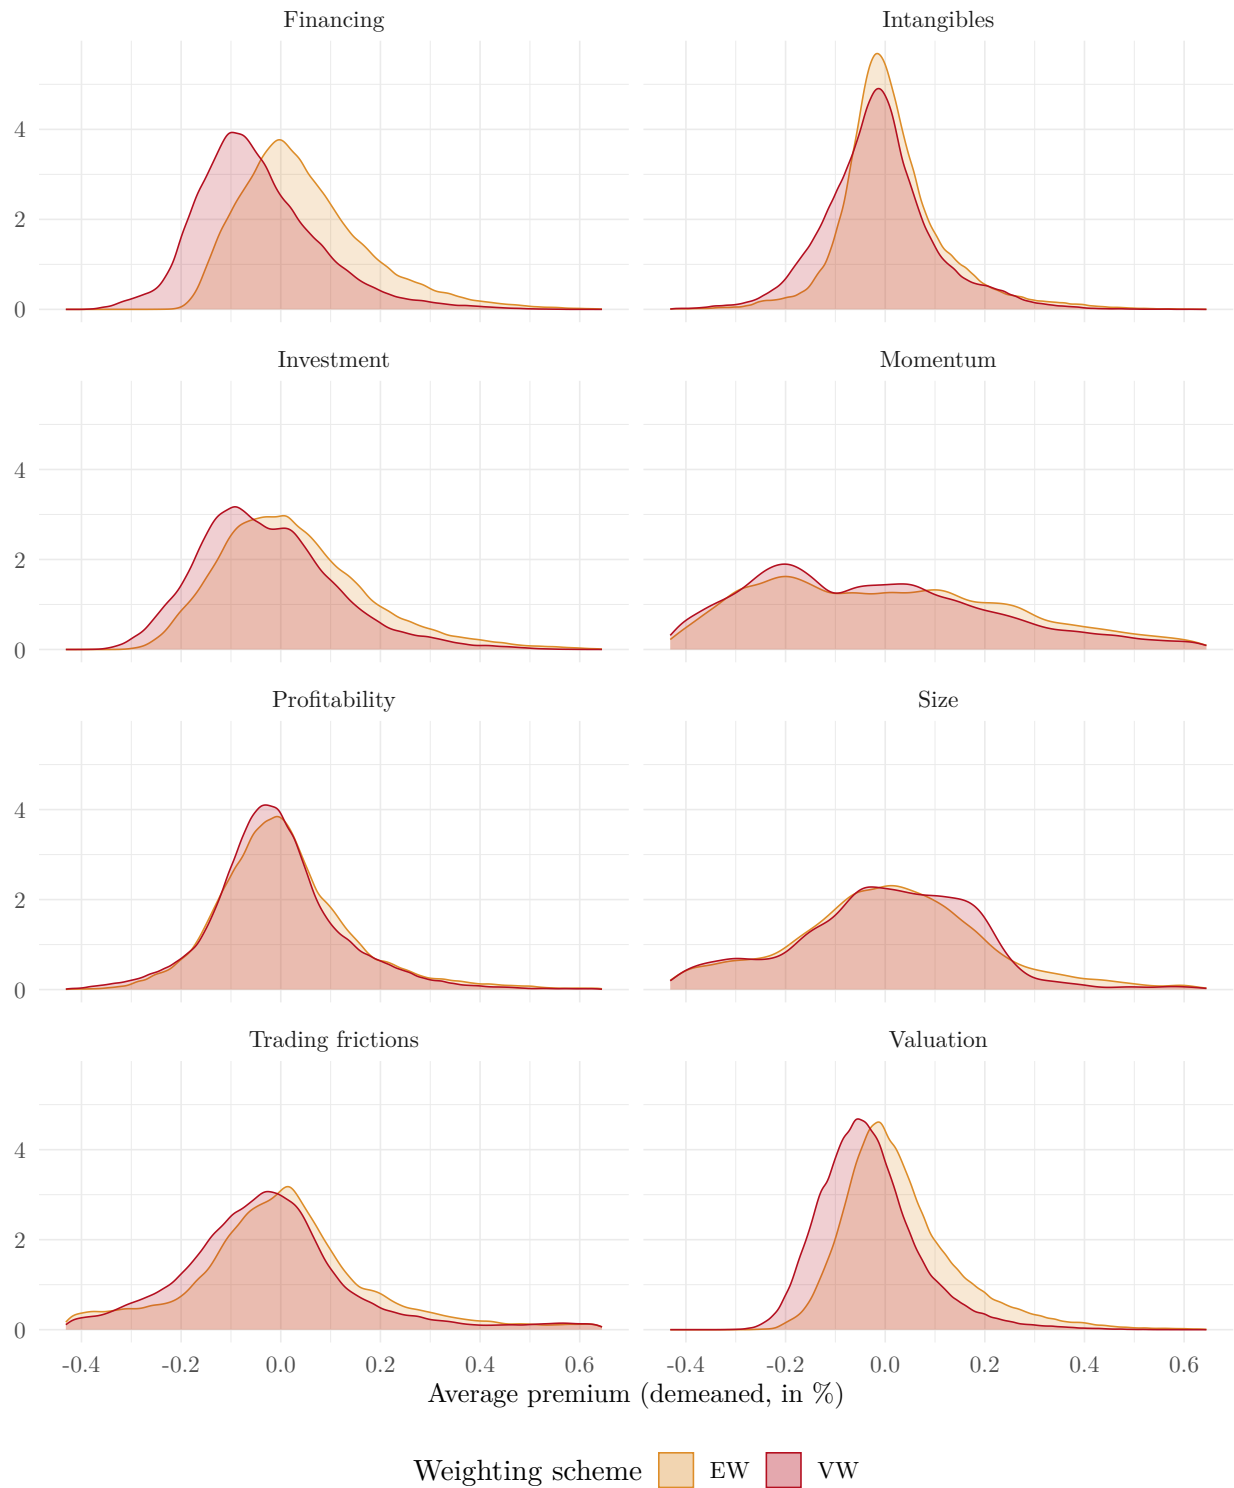 Financing Intangibles
4
2
0
Investment Momentum
4
2
0
Profitability Size
4
2
0
Trading frictions Valuation
4
2
0
-0.4 -0.2 0.0 0.2 0.4 0.6 -0.4 -0.2 0.0 0.2 0.4 0.6
Average premium (demeaned, in %)
Weighting scheme EW VW